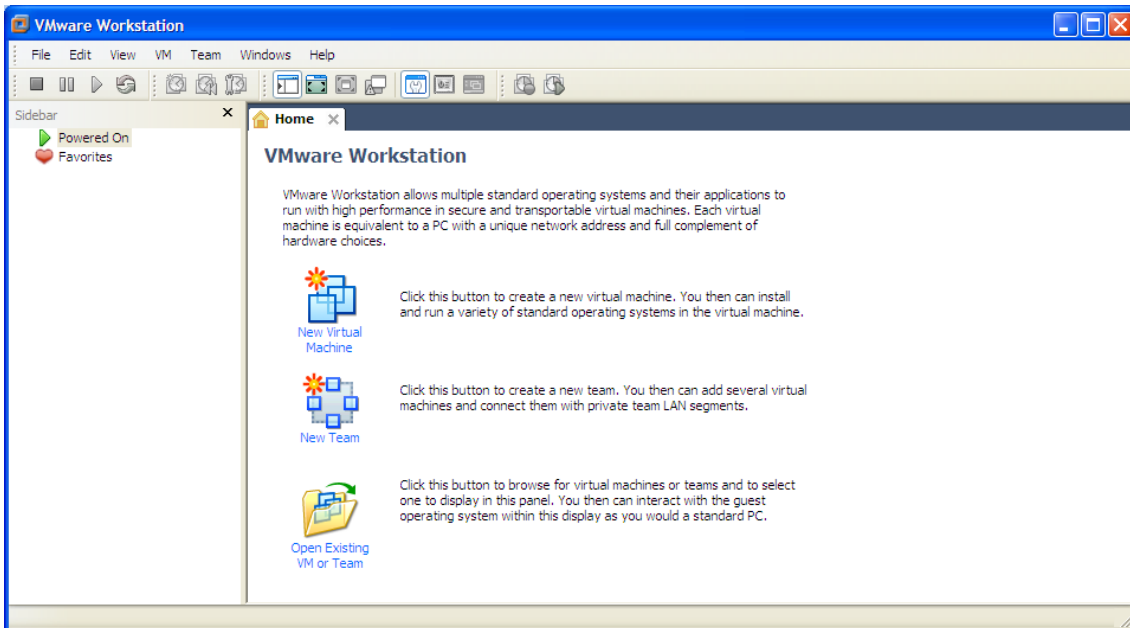 VMware Workstation
File Edit View VM Team Windows Help
Sidebar
Powered On
Favorites
Home
VMware Workstation
VMware Workstation allows multiple standard operating systems and their applications to
run with high performance in secure and transportable virtual machines. Each virtual
machine is equivalent to a PC with a unique network address and full complement of
hardware choices.
New Virtual
Machine
Click this button to create a new virtual machine. You then can install
and run a variety of standard operating systems in the virtual machine.
New Team
Click this button to create a new team. You then can add several virtual
machines and connect them with private team LAN segments.
Open Existing
VM or Team
Click this button to browse for virtual machines or teams and to select
one to display in this panel. You then can interact with the guest
operating system within this display as you would a standard PC.